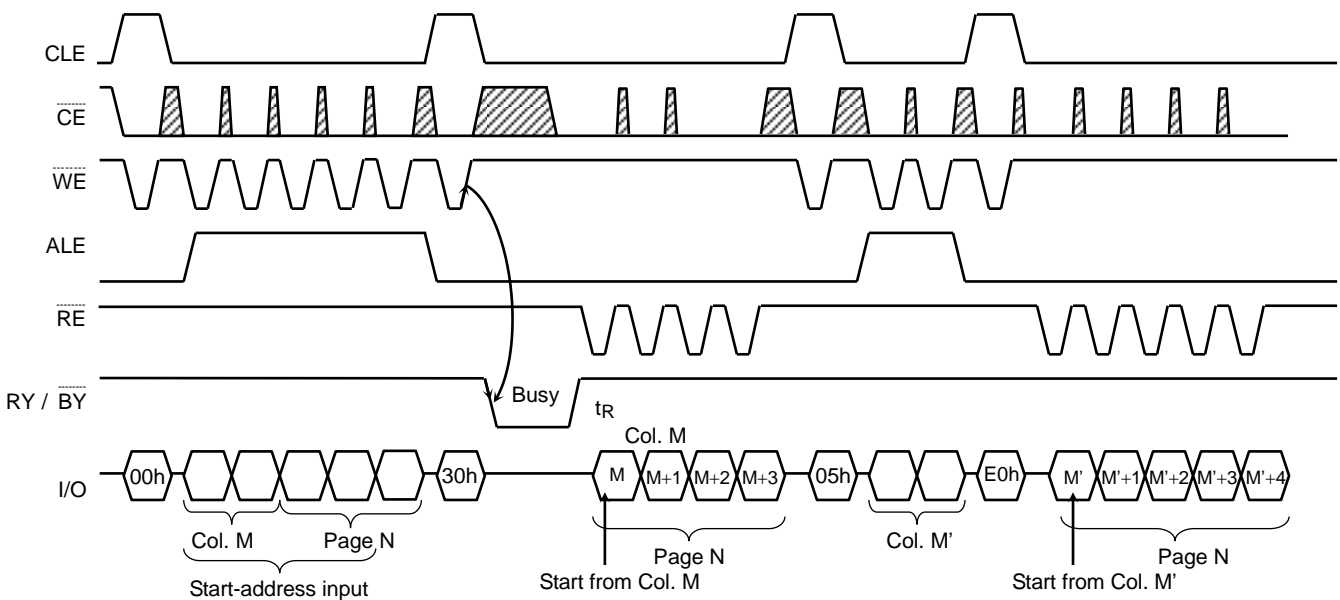 CLE
CE
WE
ALE
RE
RY / BY
Busy
tR
Col. M
I/O
00h
30h
M
M+1
M+2
M+3
05h
E0h
M'
M'+1
M'+2
M'+3
M'+4
Col. M
Page N
Page N
Col. M'
Page N
Start-address input
Start from Col. M
Start from Col. M'